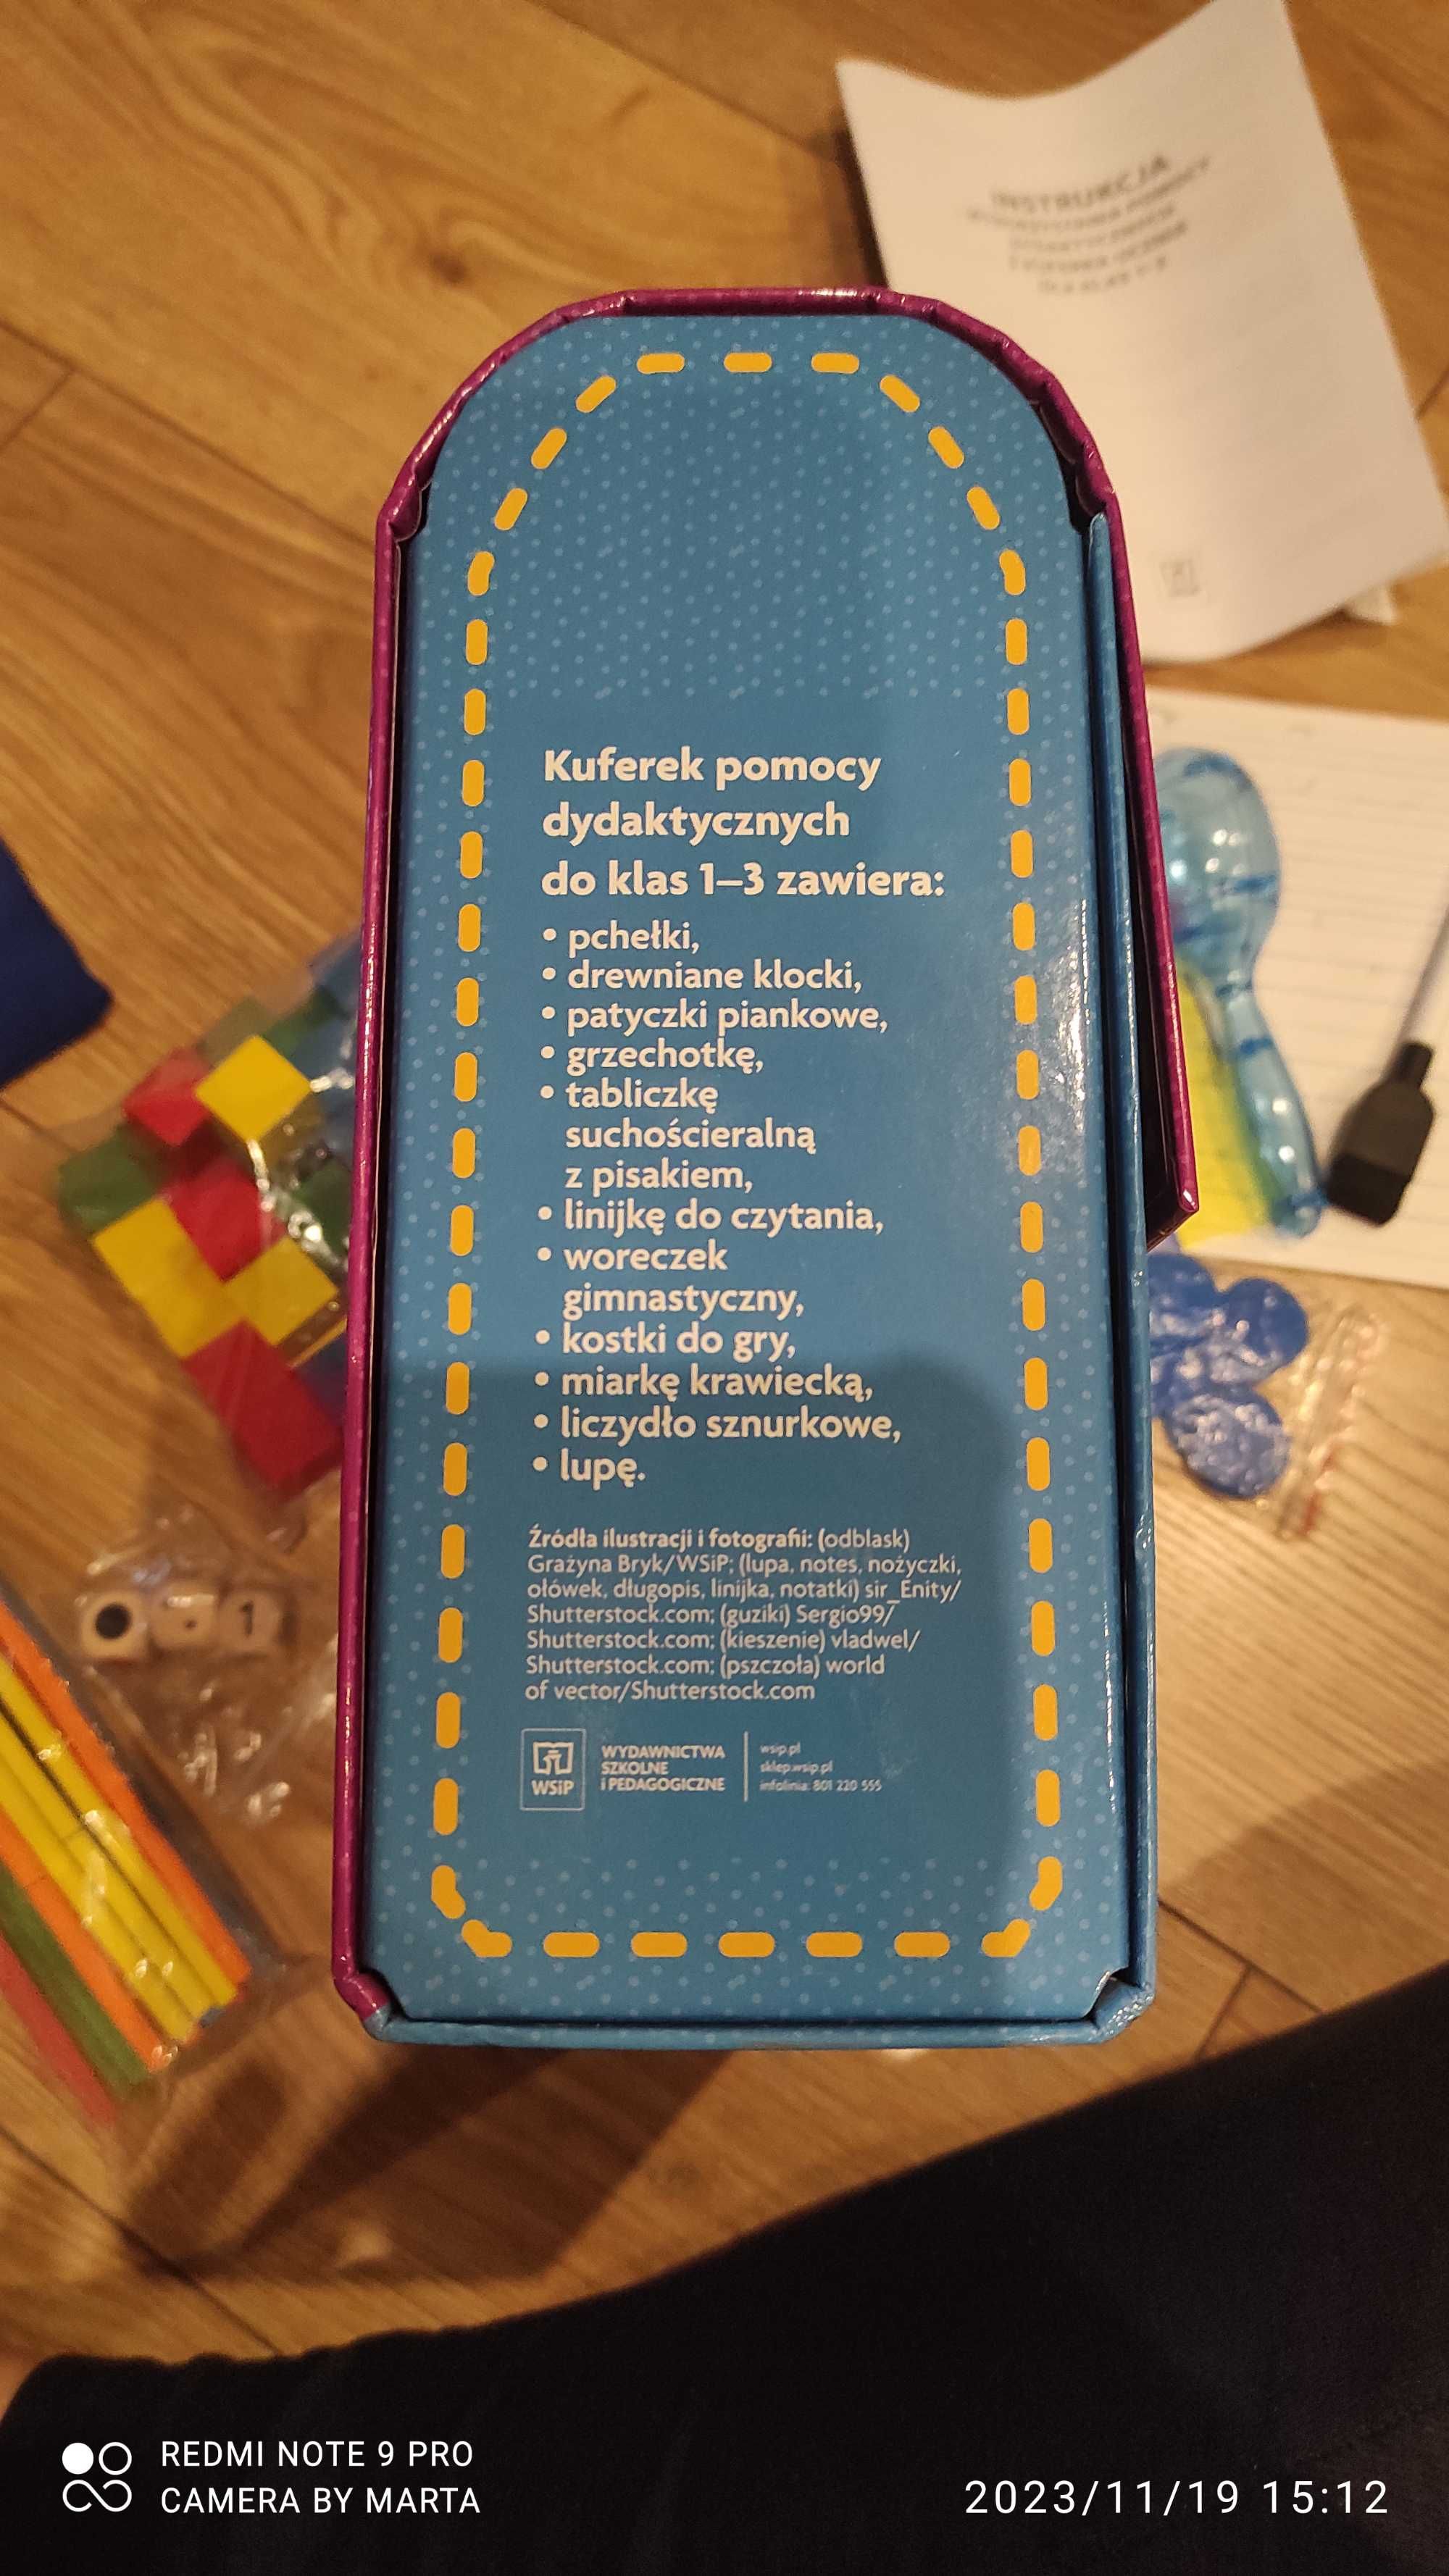 INSTRUKCJA
Kuferek pomocy
dydaktycznych
do klas 1–3 zawiera:
• pchełki,
• drewniane klocki,
• patyczki piankowe,
• grzechotkę,
• tabliczkę
suchościeralną
z pisakiem,
• linijkę do czytania,
• woreczek
gimnastyczny,
• kostki do gry,
• miarkę krawiecką,
• liczydło sznurkowe,
• lupę.
Źródła ilustracji i fotografii: (odblask)
Grażyna Bryk/WSiP; (lupa, notes, nożyczki,
ołówek, długopis, linijka, notatki) sir_Enity/
Shutterstock.com; (guziki) Sergio99/
Shutterstock.com; (kieszenie) vladwel/
Shutterstock.com; (pszczoła) world
of vector/Shutterstock.com
WSiP
WYDAWNICTWA
SZKOLNE
i PEDAGOGICZNE
wsip.pl
sklep.wsip.pl
infolinia: 801 220 555
1
REDMI NOTE 9 PRO
CAMERA BY MARTA
2023/11/19 15:12